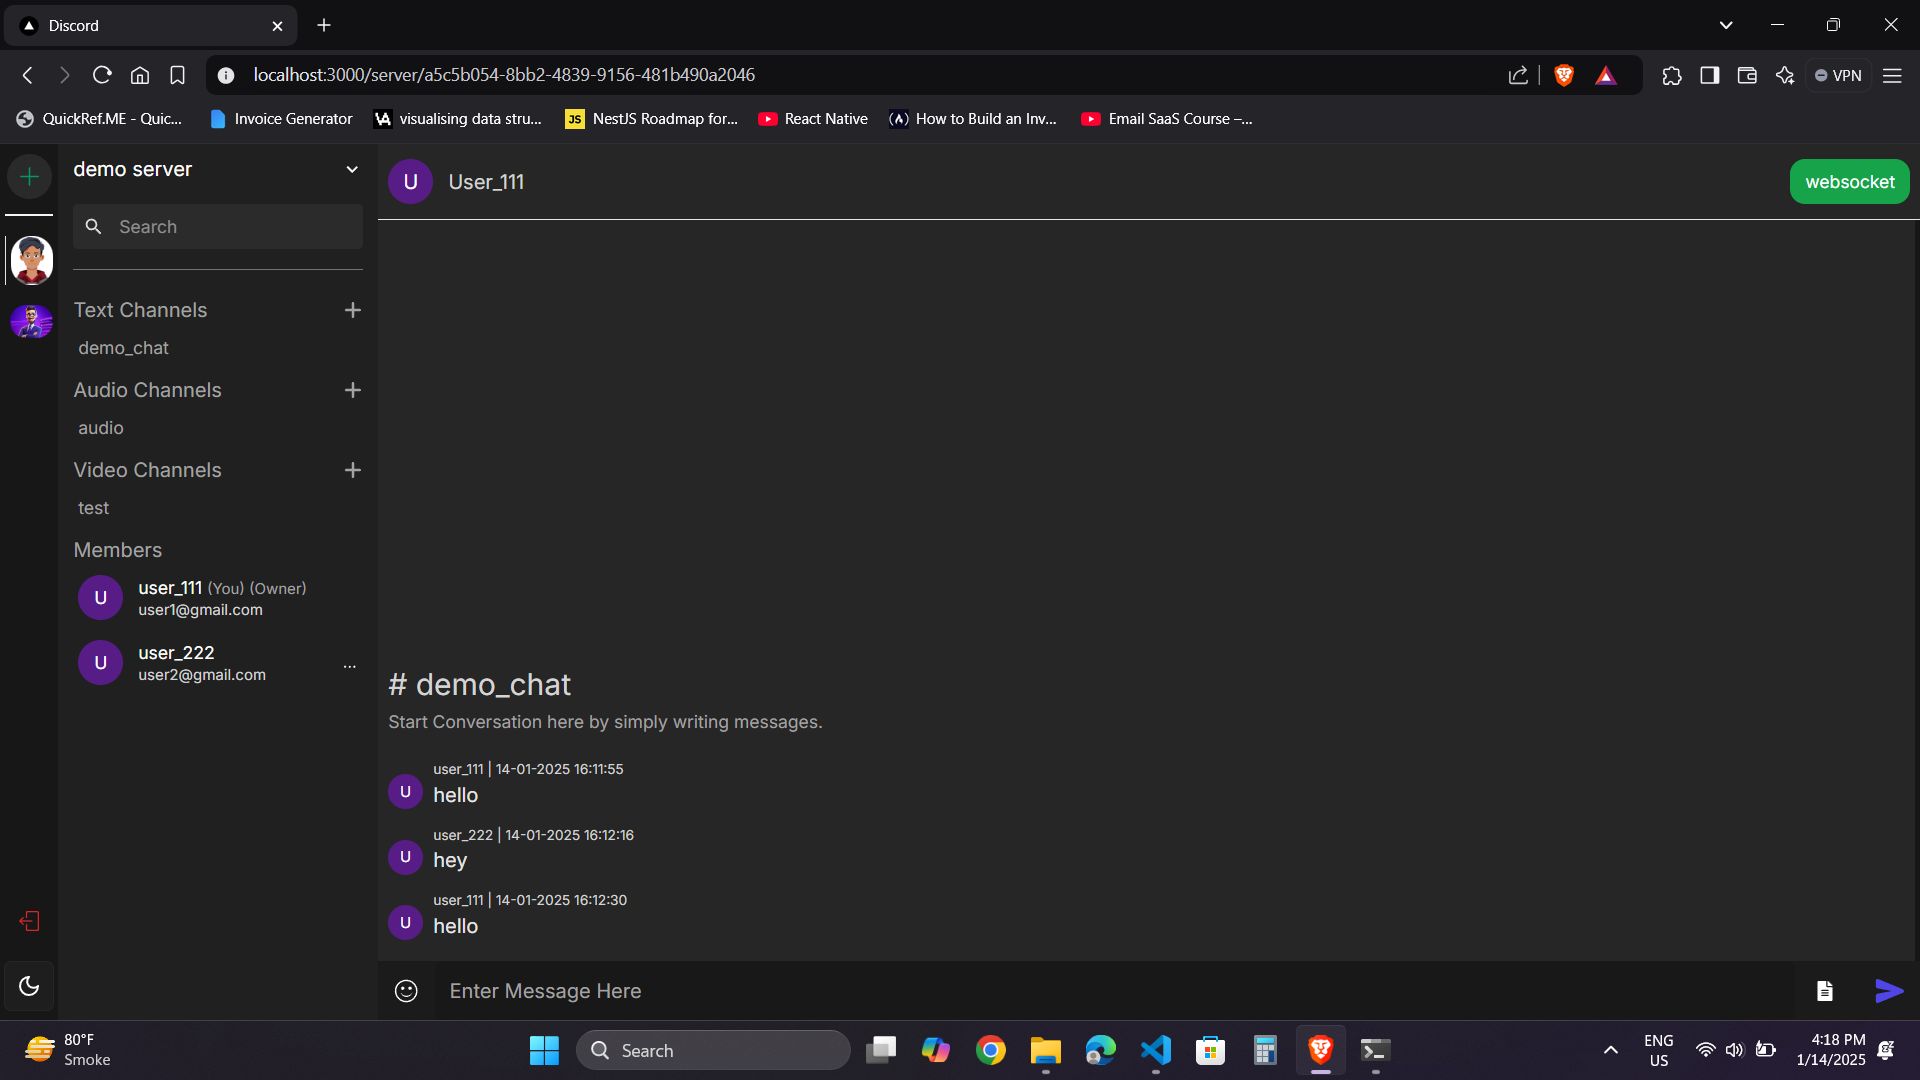 Discord
localhost:3000/server/a5c5b054-8bb2-4839-9156-481b490a2046
VPN
QuickRef.ME - Quic...
Invoice Generator
visualising data stru...
JS
NestJS Roadmap for...
React Native
How to Build an Inv...
Email SaaS Course –...
demo server
Search
Text Channels
demo_chat
Audio Channels
audio
Video Channels
test
Members
U
user_111 (You) (Owner)
user1@gmail.com
U
user_222
user2@gmail.com
...
U
User_111
websocket
# demo_chat
Start Conversation here by simply writing messages.
user_111 | 14-01-2025 16:11:55
U
hello
user_222 | 14-01-2025 16:12:16
U
hey
user_111 | 14-01-2025 16:12:30
U
hello
Enter Message Here
80°F
Smoke
Search
ENG
US
4:18 PM
1/14/2025